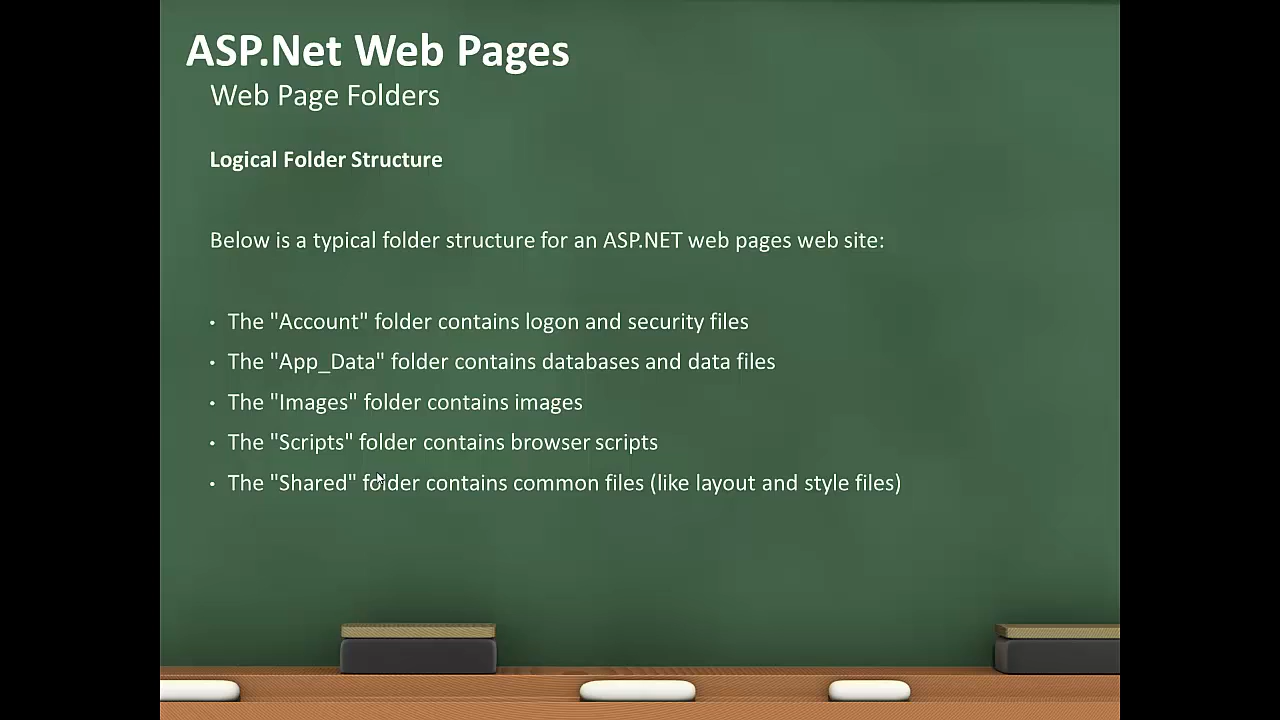 ASP.Net Web Pages
Web Page Folders
Logical Folder Structure
Below is a typical folder structure for an ASP.NET web pages web site:
• The "Account" folder contains logon and security files
• The "App_Data" folder contains databases and data files
• The "Images" folder contains images
• The "Scripts" folder contains browser scripts
• The "Shared" folder contains common files (like layout and style files)